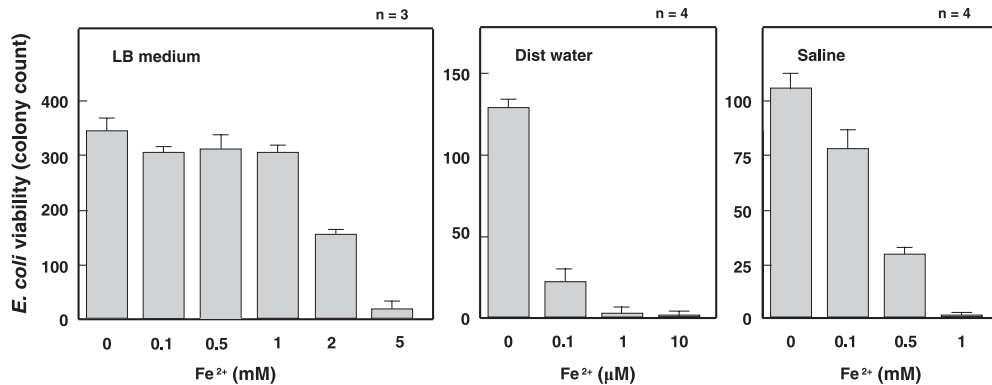 n = 3
n = 4
n = 4
LB medium
Dist water
Saline
E. coli viability (colony count)
400
300
200
100
0
0 0.1 0.5 1 2 5
Fe²⁺ (mM)
150
100
50
0
0 0.1 1 10
Fe²⁺ (μM)
100
75
50
25
0
0 0.1 0.5 1
Fe²⁺ (mM)